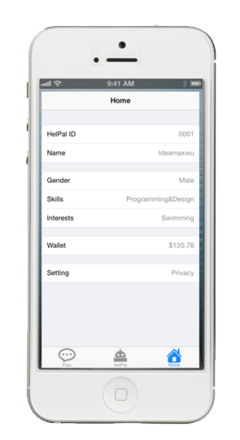 9:41 AM
Home
HelPal ID 0001
Name Ideamaxwu
Gender Male
Skills Programming&Design
Interests Swimming
Wallet $120.78
Setting Privacy
Pals HelPal Home